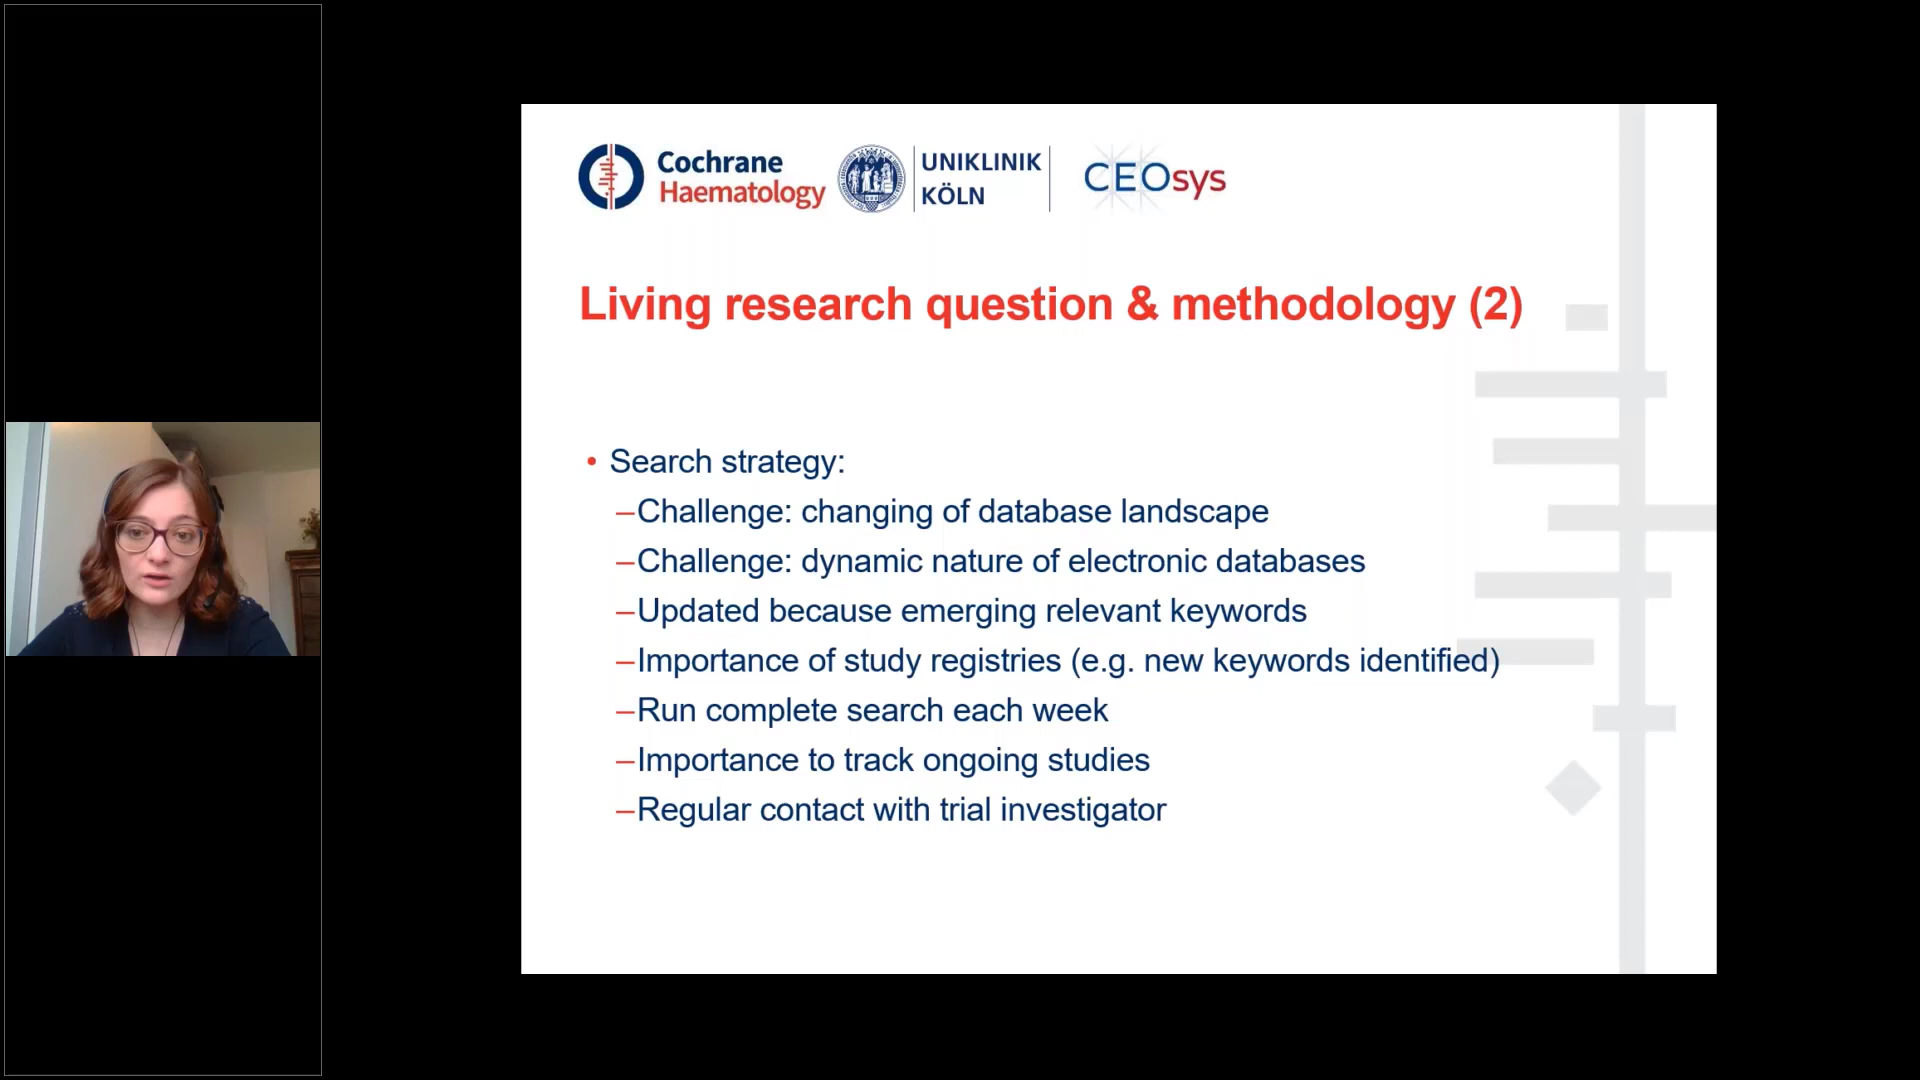 Cochrane
Haematology
UNIKLINIK
KÖLN
CEOsys
Living research question & methodology (2)
• Search strategy:
–Challenge: changing of database landscape
–Challenge: dynamic nature of electronic databases
–Updated because emerging relevant keywords
–Importance of study registries (e.g. new keywords identified)
–Run complete search each week
–Importance to track ongoing studies
–Regular contact with trial investigator